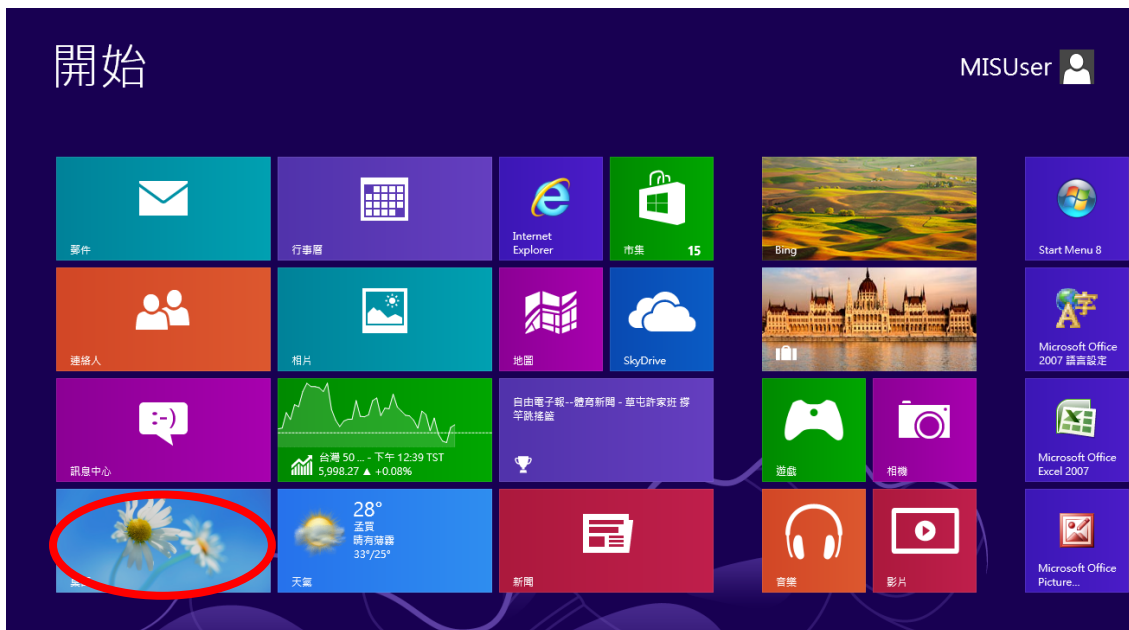 開始
MISUser
郵件
行事曆
Internet
Explorer
市集
15
Bing
Start Menu 8
連絡人
相片
地圖
SkyDrive
Microsoft Office
2007 語言設定
訊息中心
台灣 50 ... - 下午 12:39 TST
5,998.27 ▲ +0.08%
自由電子報--體育新聞 - 草屯許家班 撐
竿跳搖籃
遊戲
相機
Microsoft Office
Excel 2007
28°
孟買
晴有薄霧
33°/25°
天氣
新聞
音樂
影片
Microsoft Office
Picture...